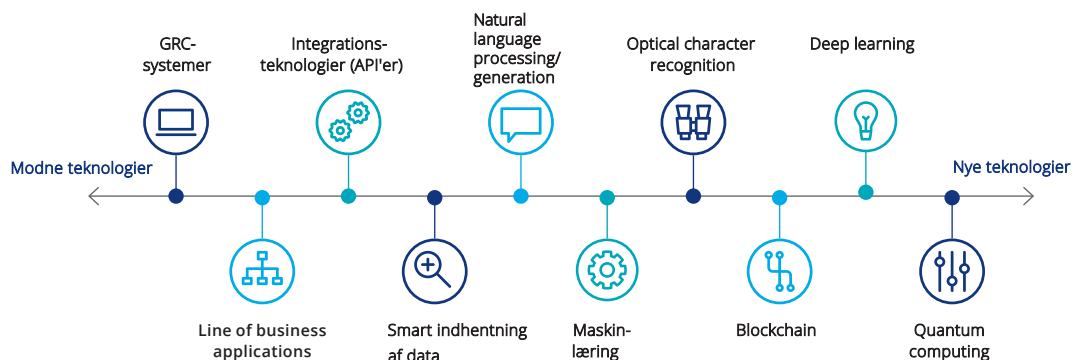 GRC-
systemer
Integrations-
teknologier (API'er)
Natural
language
processing/
generation
Optical character
recognition
Deep learning
Modne teknologier
Nye teknologier
Line of business
applications
Smart indhentning
af data
Maskin-
læring
Blockchain
Quantum
computing